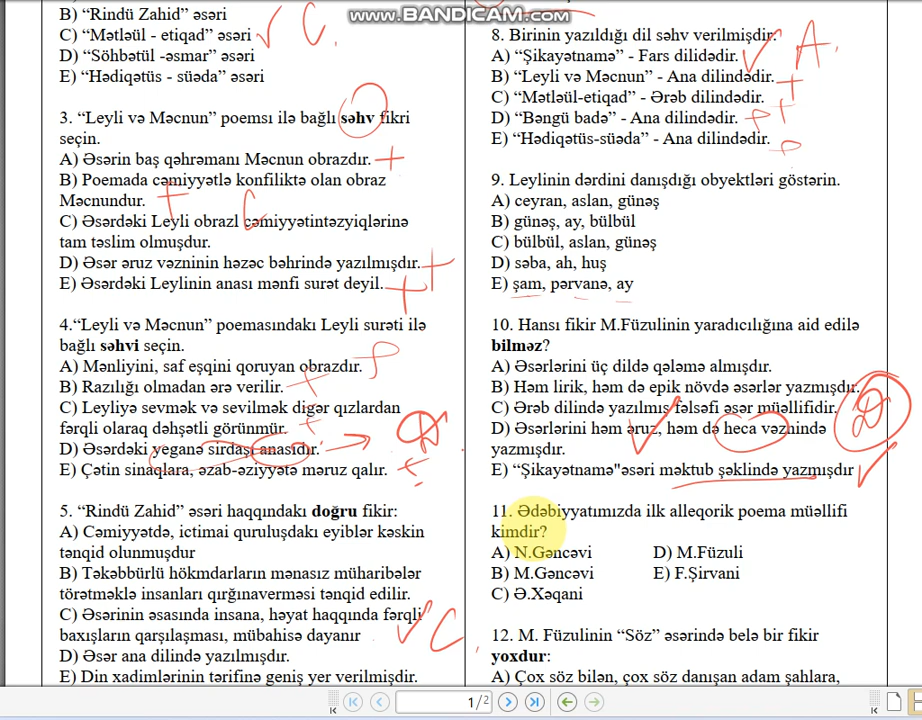 www.BANDICAM.com
B) “Rindü Zahid” əsəri
C) “Mətləül - etiqad” əsəri
D) “Söhbətül -əsmar” əsəri
E) “Hədiqətüs - süəda” əsəri
C.
3. “Leyli və Məcnun” poemsı ilə bağlı səhv fikri
seçin.
A) Əsərin baş qəhrəmanı Məcnun obrazdır.
B) Poemada cəmiyyətlə konfiliktə olan obraz
Məcnundur.
C) Əsərdəki Leyli obrazl cəmiyyətintəzyiqlərinə
tam təslim olmuşdur.
D) Əsər əruz vəzninin həzəc bəhrində yazılmışdır.
E) Əsərdəki Leylinin anası mənfi surət deyil.
C
4.“Leyli və Məcnun” poemasındakı Leyli surəti ilə
bağlı səhvi seçin.
A) Mənliyini, saf eşqini qoruyan obrazdır.
B) Razılığı olmadan ərə verilir.
C) Leyliyə sevmək və sevilmək digər qızlardan
fərqli olaraq dəhşətli görünmür.
D) Əsərdəki yeganə sirdaşı anasıdır.
E) Çətin sınaqlara, əzab-əziyyətə məruz qalır.
D
5. “Rindü Zahid” əsəri haqqındakı doğru fikir:
A) Cəmiyyətdə, ictimai quruluşdakı eyiblər kəskin
tənqid olunmuşdur
B) Təkəbbürlü hökmdarların mənasız müharibələr
törətməklə insanları qırğınaverməsi tənqid edilir.
C) Əsərinin əsasında insana, həyat haqqında fərqli
baxışların qarşılaşması, mübahisə dayanır
D) Əsər ana dilində yazılmışdır.
E) Din xadimlərinin tərifinə geniş yer verilmişdir.
C
8. Birinin yazıldığı dil səhv verilmişdir.
A) “Şikayətnamə” - Fars dilidədir.
B) “Leyli və Məcnun” - Ana dilindədir.
C) “Mətləül-etiqad” - Ərəb dilindədir.
D) “Bəngü badə” - Ana dilindədir.
E) “Hədiqətüs-süəda” - Ana dilindədir.
A
9. Leylinin dərdini danışdığı obyektləri göstərin.
A) ceyran, aslan, günəş
B) günəş, ay, bülbül
C) bülbül, aslan, günəş
D) səba, ah, huş
E) şam, pərvanə, ay
10. Hansı fikir M.Füzulinin yaradıcılığına aid edilə
bilməz?
A) Əsərlərini üç dildə qələmə almışdır.
B) Həm lirik, həm də epik növdə əsərlər yazmışdır.
C) Ərəb dilində yazılmış fəlsəfi əsər müəllifidir.
D) Əsərlərini həm əruz, həm də heca vəznində
yazmışdır.
E) “Şikayətnamə"əsəri məktub şəklində yazmışdır
D
11. Ədəbiyyatımızda ilk alleqorik poema müəllifi
kimdir?
A) N.Gəncəvi D) M.Füzuli
B) M.Gəncəvi E) F.Şirvani
C) Ə.Xəqani
12. M. Füzulinin “Söz” əsərində belə bir fikir
yoxdur:
A) Çox söz bilən, çox söz danışan adam şahlara,
1/2